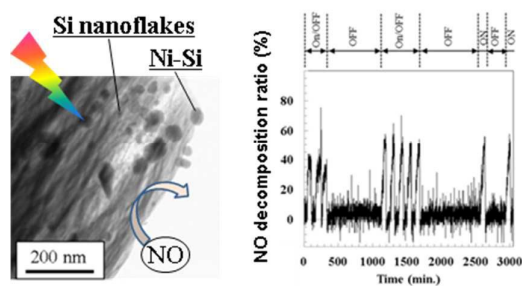 Si nanoflakes
Ni-Si
NO
200 nm
On/OFF
OFF
On/OFF
OFF
ON
OFF
ON
NO decomposition ratio (%)
80
60
40
20
0
0 500 1000 1500 2000 2500 3000
Time (min.)